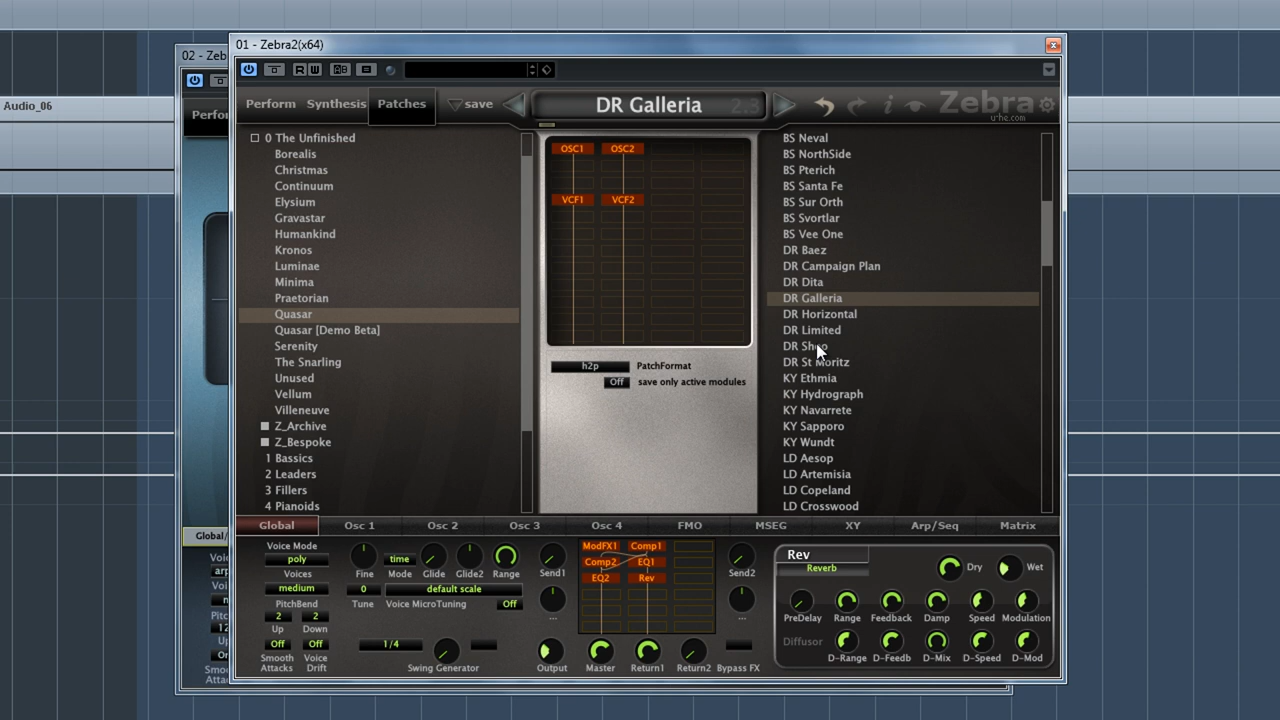 01 - Zebra2(x64)
02 - Zeb
R W
Audio_06
Perfo
Perform Synthesis Patches save DR Galleria 2.3 Zebra
u-he.com
0 The Unfinished
Borealis
Christmas
Continuum
Elysium
Gravastar
Humankind
Kronos
Luminae
Minima
Praetorian
Quasar
Quasar [Demo Beta]
Serenity
The Snarling
Unused
Vellum
Villeneuve
Z_Archive
Z_Bespoke
1 Bassics
2 Leaders
3 Fillers
4 Pianoids
OSC1 OSC2
VCF1 VCF2
h2p PatchFormat
Off save only active modules
BS Neval
BS NorthSide
BS Pterich
BS Santa Fe
BS Sur Orth
BS Svortlar
BS Vee One
DR Baez
DR Campaign Plan
DR Dita
DR Galleria
DR Horizontal
DR Limited
DR
DR St Moritz
KY Ethmia
KY Hydrograph
KY Navarrete
KY Sapporo
KY Wundt
LD Aesop
LD Artemisia
LD Copeland
LD Crosswood
Global/
Global Osc 1 Osc 2 Osc 3 Osc 4 FMO MSEG XY Arp/Seq Matrix
Voice Mode
poly
Voices
medium
PitchBend
2 2
Up Down
Off Off
Smooth Attacks Voice Drift
time
Fine Mode Glide Glide2 Range
0 default scale
Tune Voice MicroTuning Off
1/4
Swing Generator
Send1
...
Output
ModFX1 Comp1
Comp2 EQ1
EQ2 Rev
Master Return1 Return2 Bypass FX
Send2
...
Rev
Reverb
Dry Wet
PreDelay Range Feedback Damp Speed Modulation
Diffusor
D-Range D-Feedb D-Mix D-Speed D-Mod